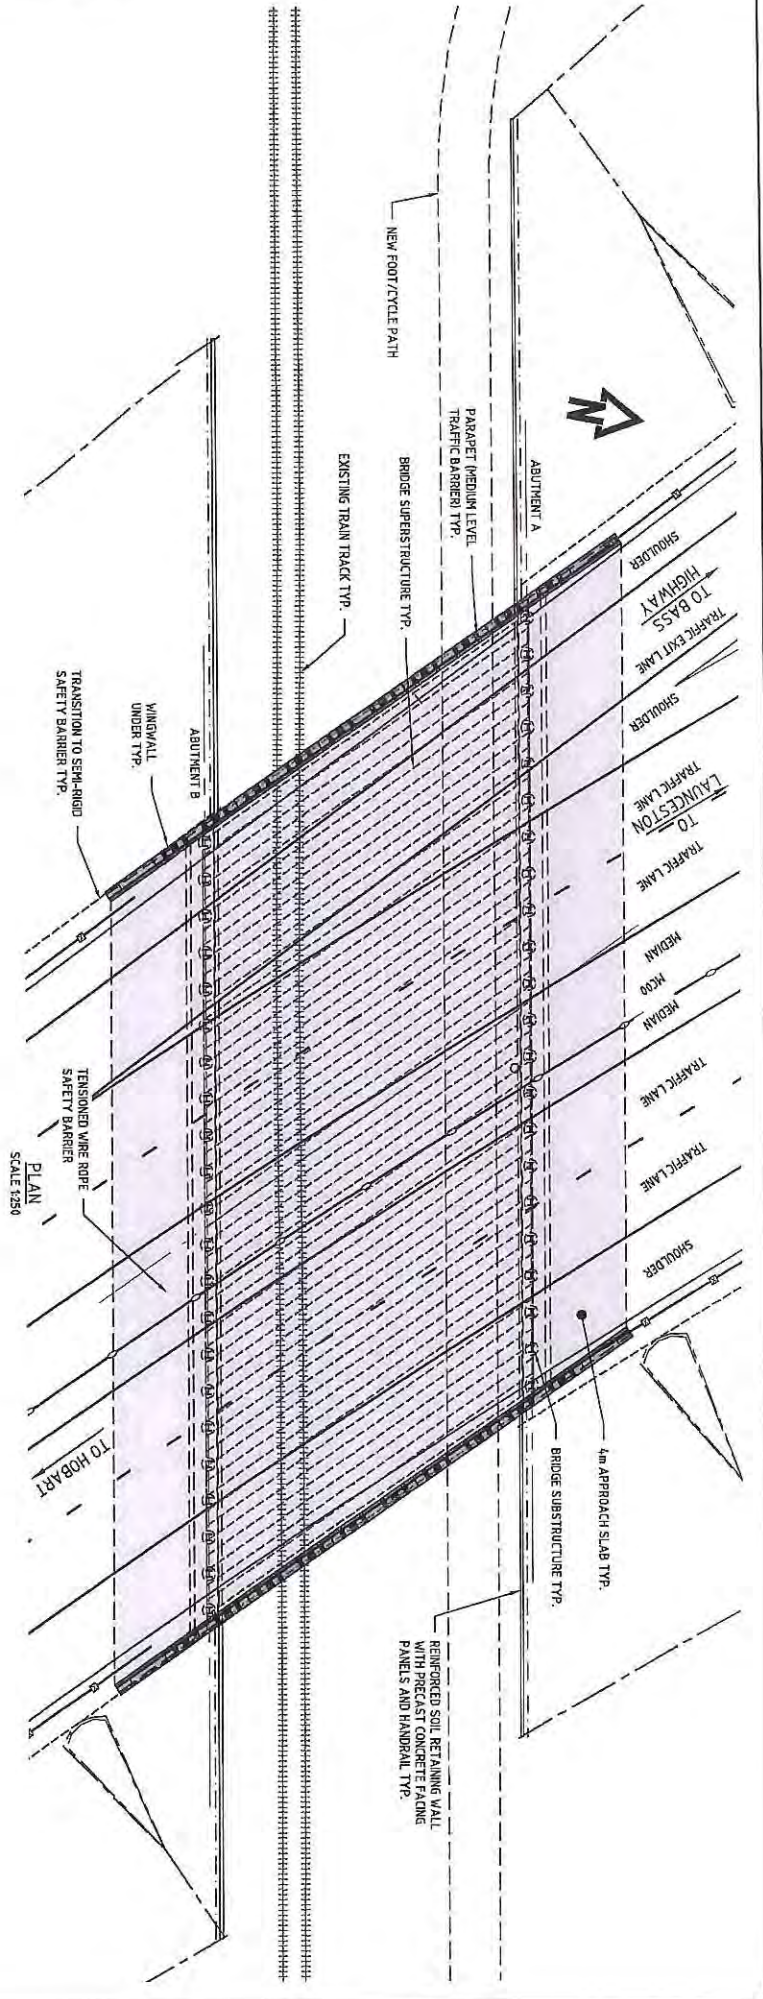 NEW FOOT/CYCLE PATH
N
PARAPET (MEDIUM LEVEL
TRAFFIC BARRIER) TYP.
ABUTMENT A
BRIDGE SUPERSTRUCTURE TYP.
EXISTING TRAIN TRACK TYP.
SHOULDER
TO BASS
HIGHWAY
TRAFFIC EXIT LANE
SHOULDER
TRAFFIC LANE
TO
LAUNCESTON
TRAFFIC LANE
MEDIAN
MC00
MEDIAN
TRAFFIC LANE
TRAFFIC LANE
SHOULDER
TRANSITION TO SEMI-RIGID
SAFETY BARRIER TYP.
WINGWALL
UNDER TYP.
ABUTMENT B
TENSIONED WIRE ROPE
SAFETY BARRIER
PLAN
SCALE 1:250
TO HOBART
4m APPROACH SLAB TYP.
BRIDGE SUBSTRUCTURE TYP.
REINFORCED SOIL RETAINING WALL
WITH PRECAST CONCRETE FACING
PANELS AND HANDRAIL TYP.